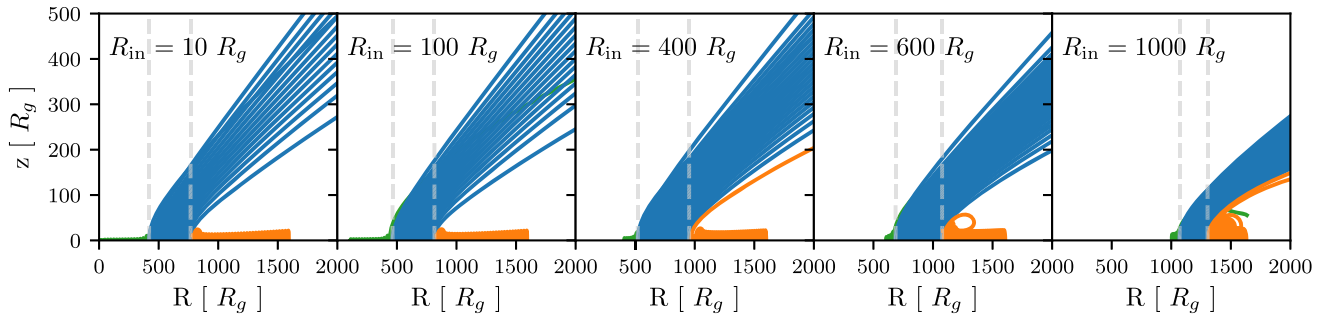 R_in = 10 R_g R_in = 100 R_g R_in = 400 R_g R_in = 600 R_g R_in = 1000 R_g
z [ R_g ]
500
400
300
200
100
0
0 500 1000 1500 2000 500 1000 1500 2000 500 1000 1500 2000 500 1000 1500 2000 500 1000 1500 2000
R [ R_g ] R [ R_g ] R [ R_g ] R [ R_g ] R [ R_g ]